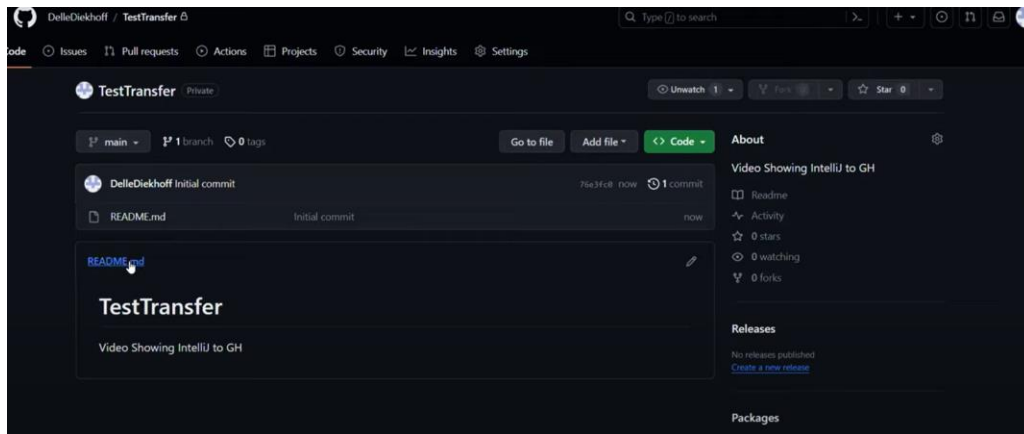 DelleDiekhoff / TestTransfer
Type / to search
ode Issues Pull requests Actions Projects Security Insights Settings
TestTransfer Private
Unwatch 1 Fork Star 0
main 1 branch 0 tags
Go to file Add file <> Code
About
Video Showing IntelliJ to GH
DelleDiekhoff Initial commit
76e3fc0 now 1 commit
README.md Initial commit now
Readme
Activity
0 stars
0 watching
0 forks
README.md
TestTransfer
Video Showing IntelliJ to GH
Releases
No releases published
Create a new release
Packages